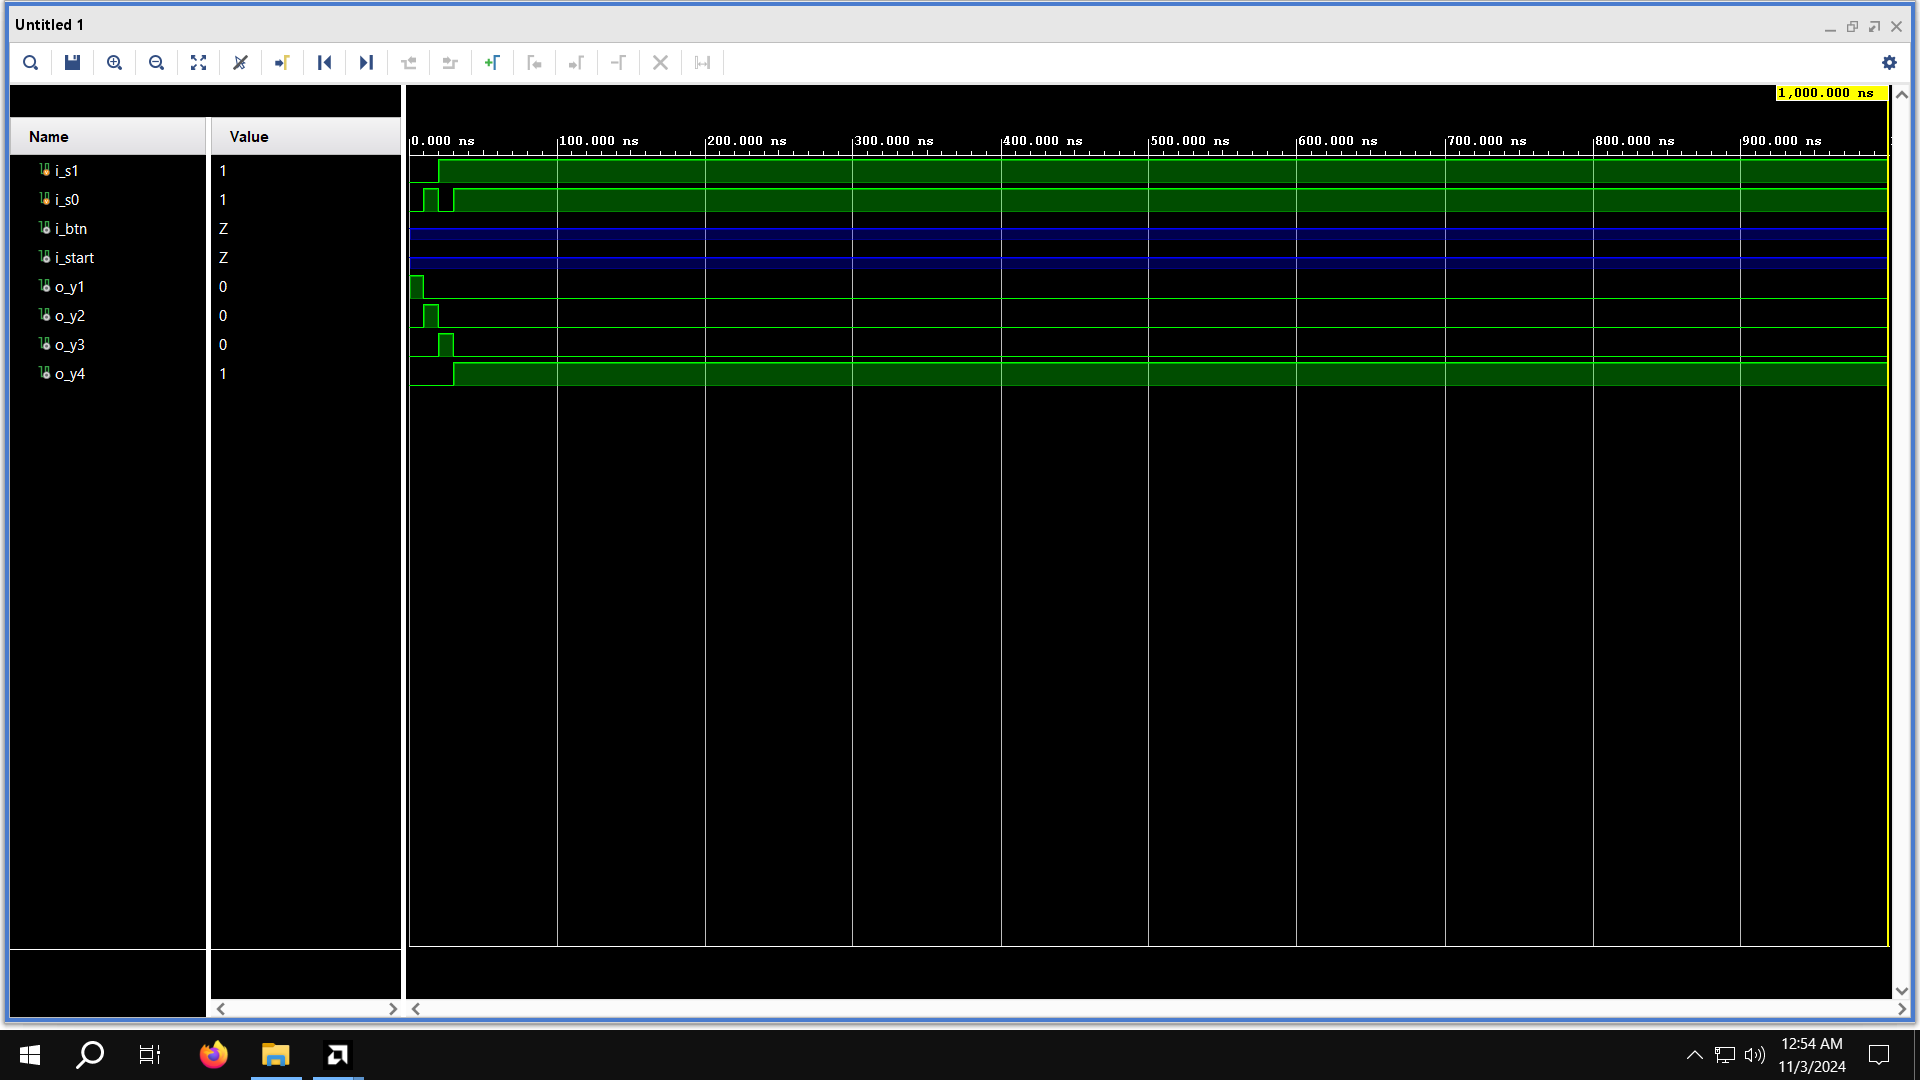 Untitled 1
1,000.000 ns
Name Value
0.000 ns 100.000 ns 200.000 ns 300.000 ns 400.000 ns 500.000 ns 600.000 ns 700.000 ns 800.000 ns 900.000 ns
i_s1 1
i_s0 1
i_btn Z
i_start Z
o_y1 0
o_y2 0
o_y3 0
o_y4 1
12:54 AM
11/3/2024